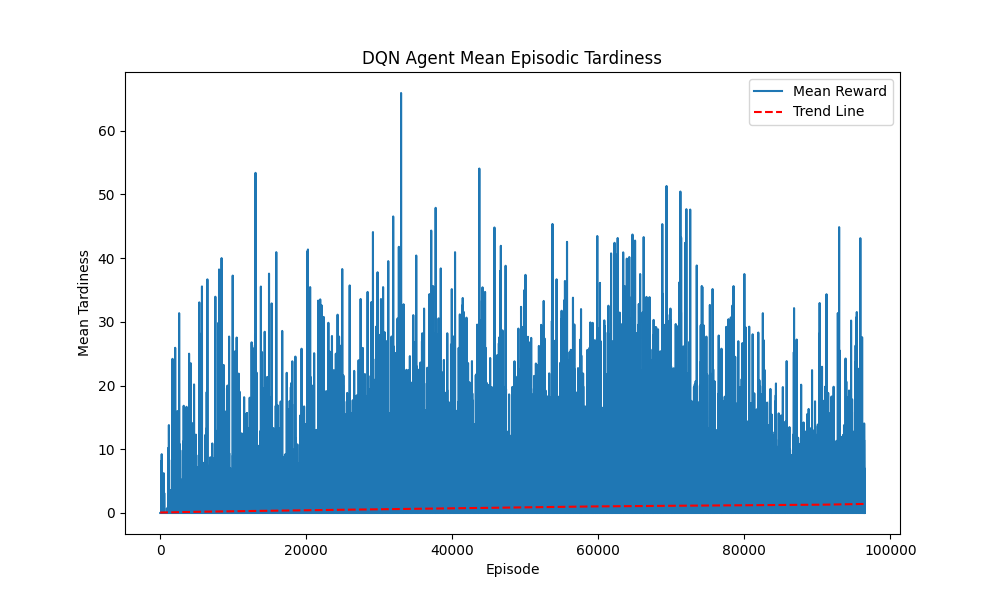 DQN Agent Mean Episodic Tardiness
Mean Reward
Trend Line
Mean Tardiness
60
50
40
30
20
10
0
0 20000 40000 60000 80000 100000
Episode